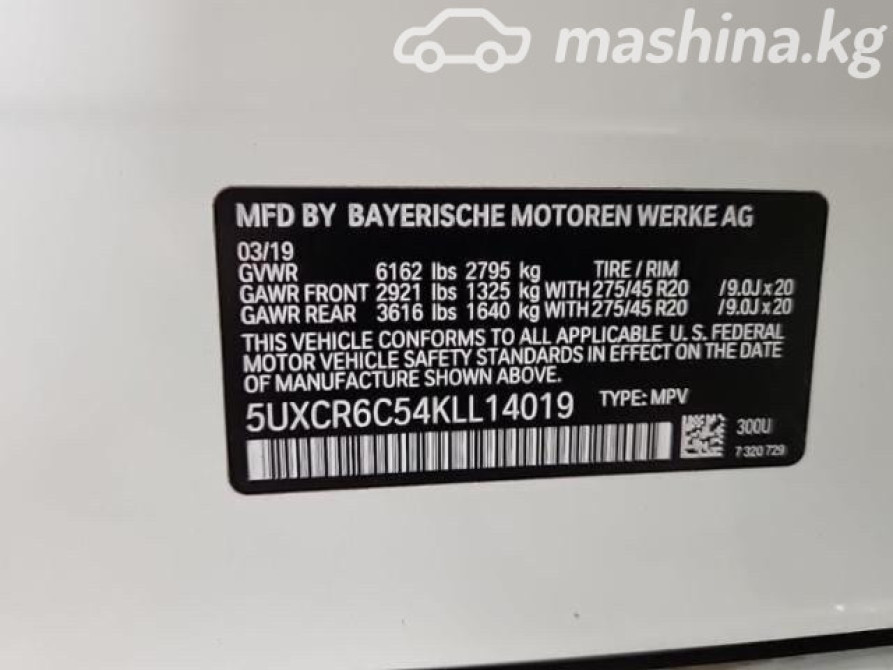 mashina.kg
MFD BY BAYERISCHE MOTOREN WERKE AG
03/19
GVWR 6162 lbs 2795 kg TIRE / RIM
GAWR FRONT 2921 lbs 1325 kg WITH 275/45 R20 /9.0J x 20
GAWR REAR 3616 lbs 1640 kg WITH 275/45 R20 /9.0J x 20
THIS VEHICLE CONFORMS TO ALL APPLICABLE U.S. FEDERAL
MOTOR VEHICLE SAFETY STANDARDS IN EFFECT ON THE DATE
OF MANUFACTURE SHOWN ABOVE.
5UXCR6C54KLL14019 TYPE: MPV
300U
7 320 729